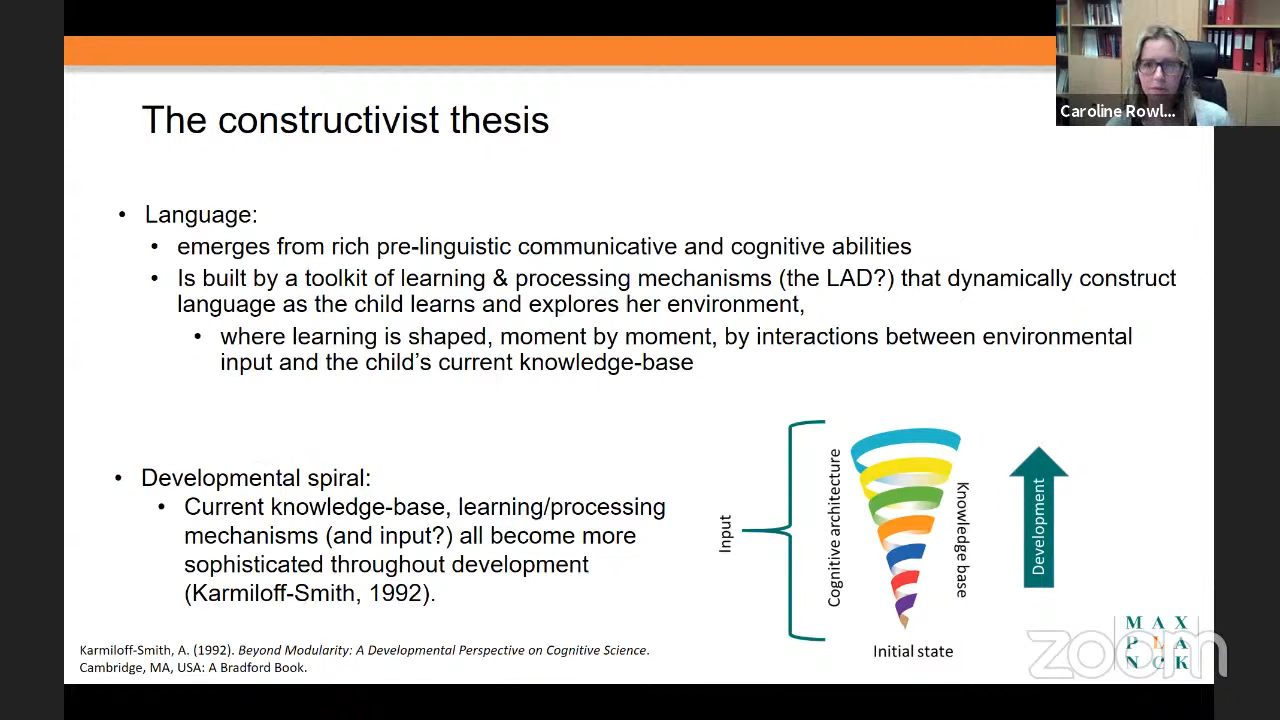 The constructivist thesis
Caroline Rowl...
• Language:
• emerges from rich pre-linguistic communicative and cognitive abilities
• Is built by a toolkit of learning & processing mechanisms (the LAD?) that dynamically construct
language as the child learns and explores her environment,
• where learning is shaped, moment by moment, by interactions between environmental
input and the child's current knowledge-base
• Developmental spiral:
• Current knowledge-base, learning/processing
mechanisms (and input?) all become more
sophisticated throughout development
(Karmiloff-Smith, 1992).
Input
Cognitive architecture
Knowledge base
Development
Initial state
Karmiloff-Smith, A. (1992). Beyond Modularity: A Developmental Perspective on Cognitive Science.
Cambridge, MA, USA: A Bradford Book.
MAX
PLA
NCK
zoom